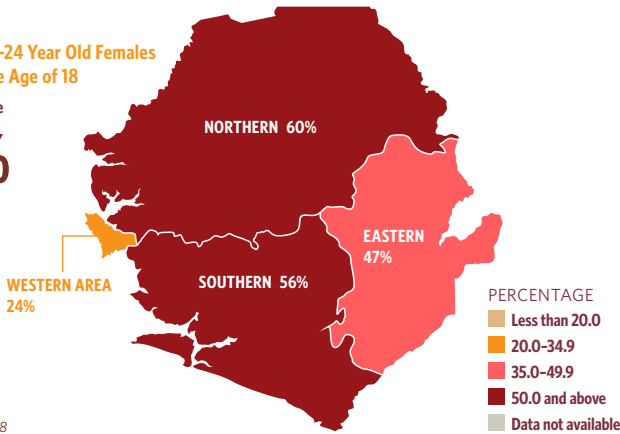 –24 Year Old Females
Age of 18
NORTHERN 60%
EASTERN
47%
WESTERN AREA
24%
SOUTHERN 56%
PERCENTAGE
Less than 20.0
20.0–34.9
35.0–49.9
50.0 and above
Data not available
8